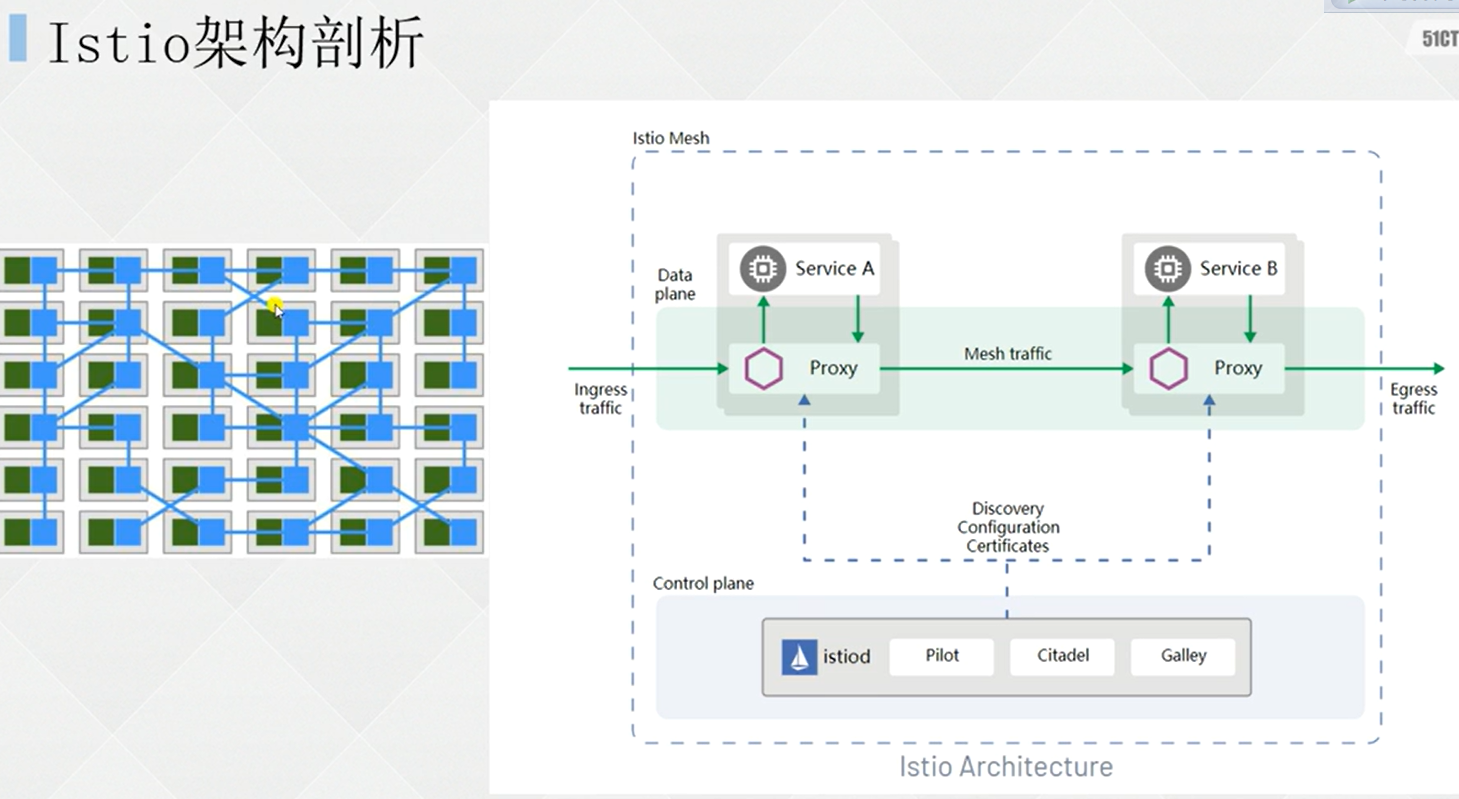 Istio架构剖析
51CT
Istio Mesh
Data
plane
Service A
Service B
Proxy
Mesh traffic
Proxy
Ingress
traffic
Egress
traffic
Discovery
Configuration
Certificates
Control plane
istiod
Pilot
Citadel
Galley
Istio Architecture